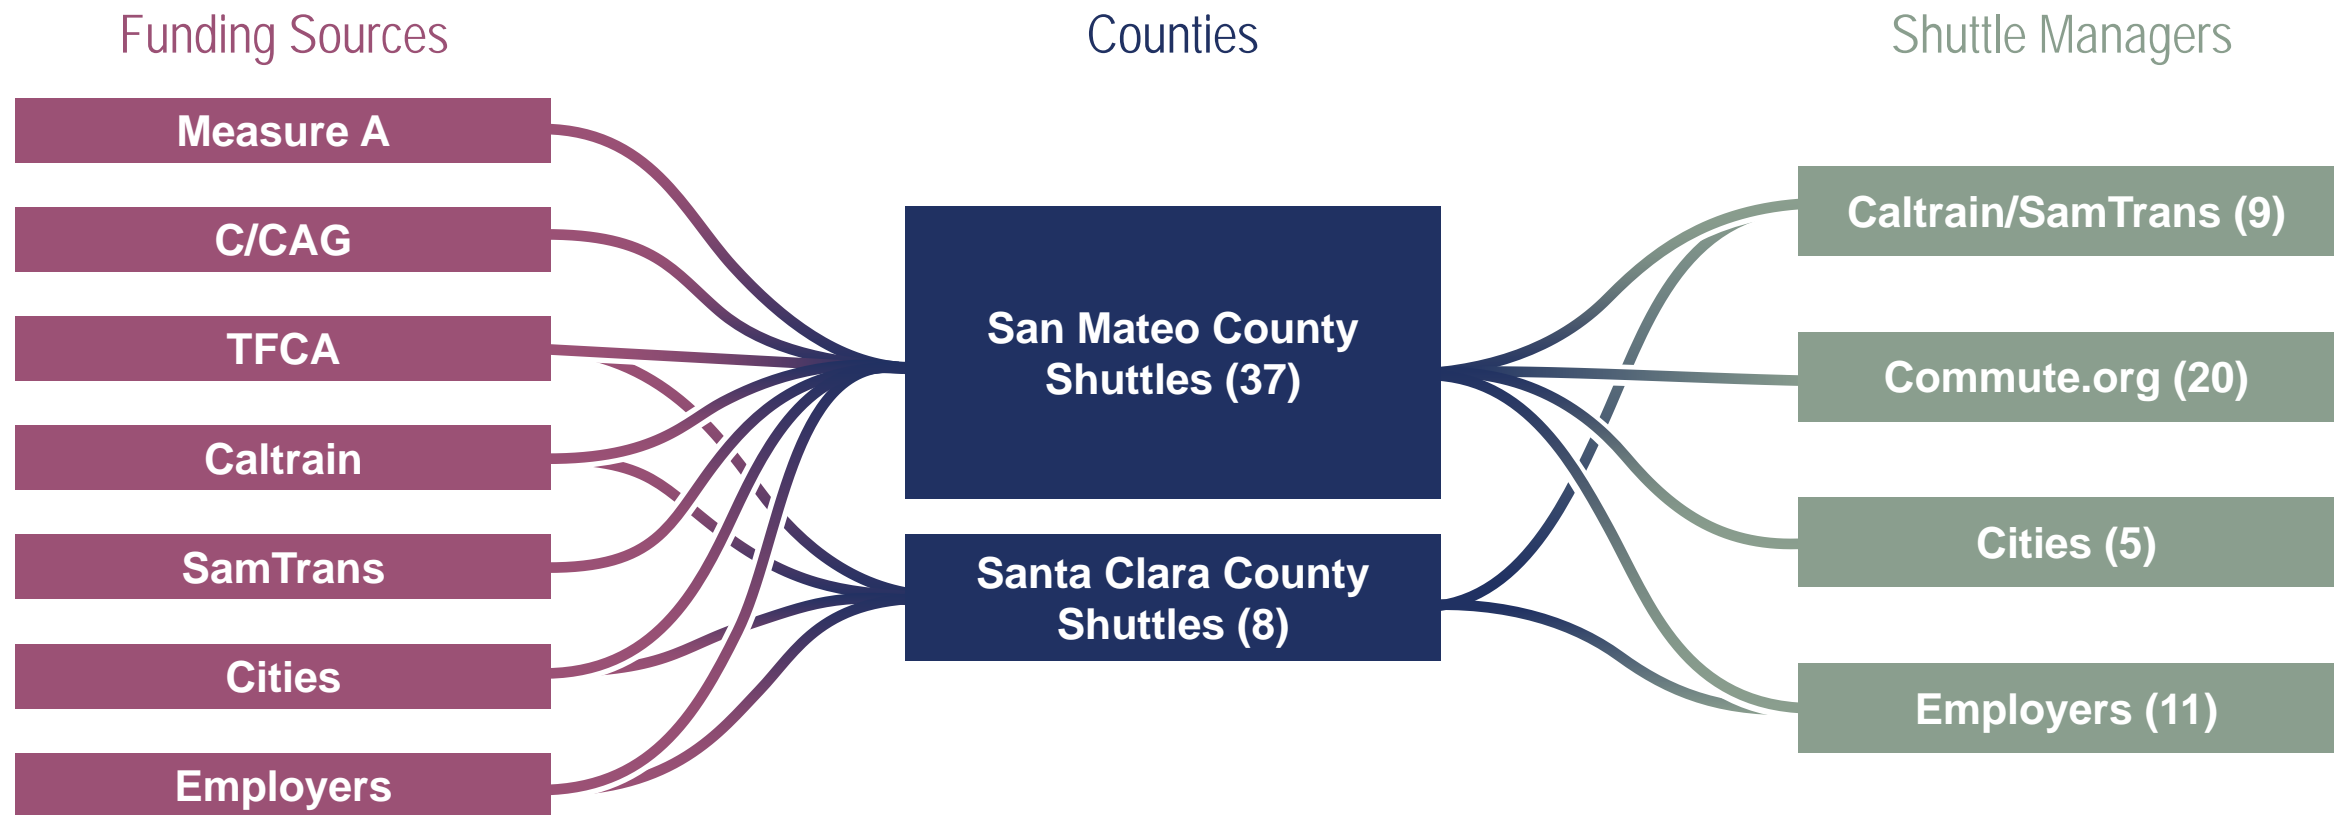 Funding Sources
Measure A
C/CAG
TFCA
Caltrain
SamTrans
Cities
Employers
Counties
San Mateo County
Shuttles (37)
Santa Clara County
Shuttles (8)
Shuttle Managers
Caltrain/SamTrans (9)
Commute.org (20)
Cities (5)
Employers (11)